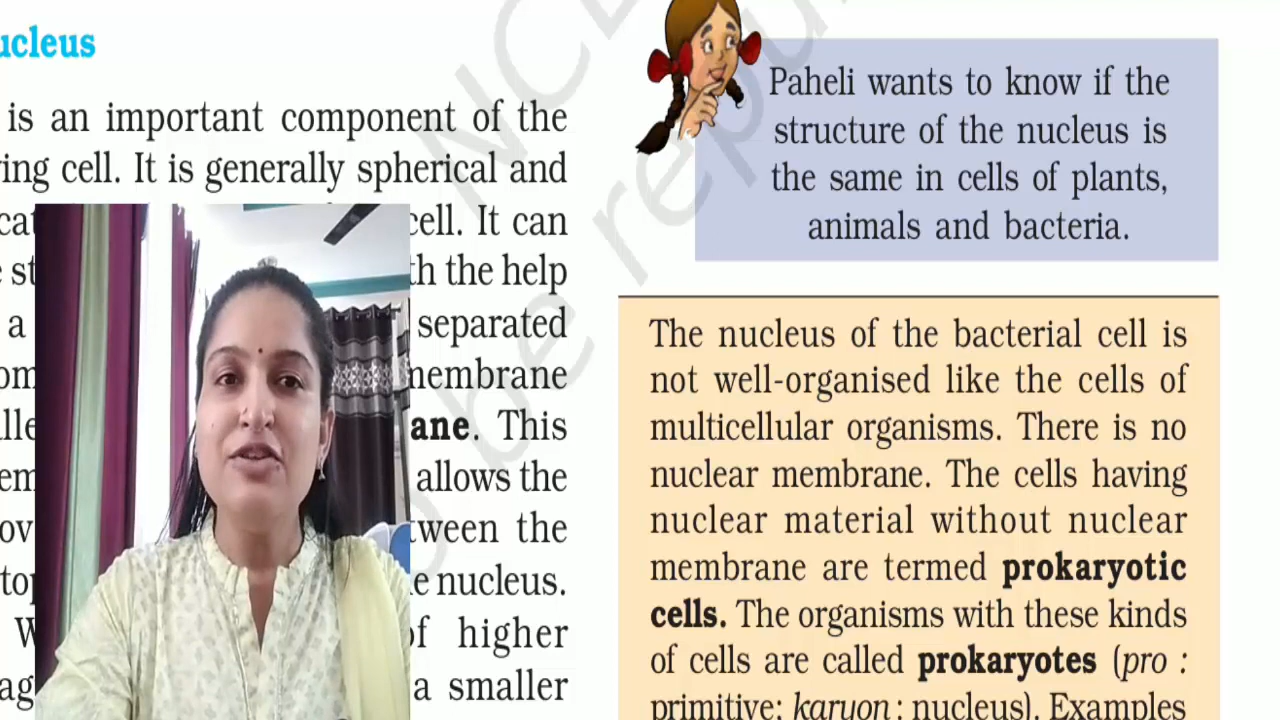 ucleus
is an important component of the
ing cell. It is generally spherical and
cell. It can
th the help
a separated
membrane
ane. This
allows the
tween the
nucleus.
of higher
a smaller
Paheli wants to know if the
structure of the nucleus is
the same in cells of plants,
animals and bacteria.
The nucleus of the bacterial cell is
not well-organised like the cells of
multicellular organisms. There is no
nuclear membrane. The cells having
nuclear material without nuclear
membrane are termed prokaryotic
cells. The organisms with these kinds
of cells are called prokaryotes (pro :
primitive; karyon : nucleus). Examples